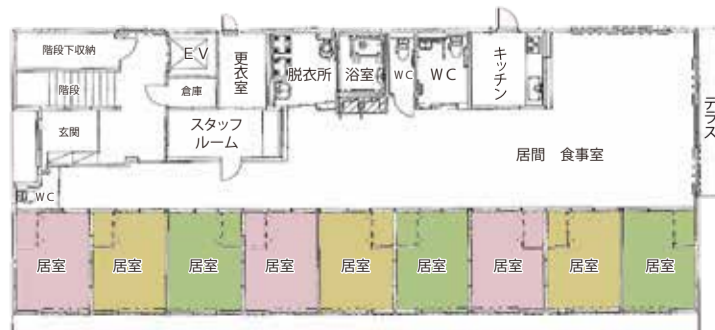 階段下収納
EV
更衣室
脱衣所
浴室
WC
WC
キッチン
テラス
階段
倉庫
玄関
スタッフ
ルーム
居間 食事室
WC
居室
居室
居室
居室
居室
居室
居室
居室
居室